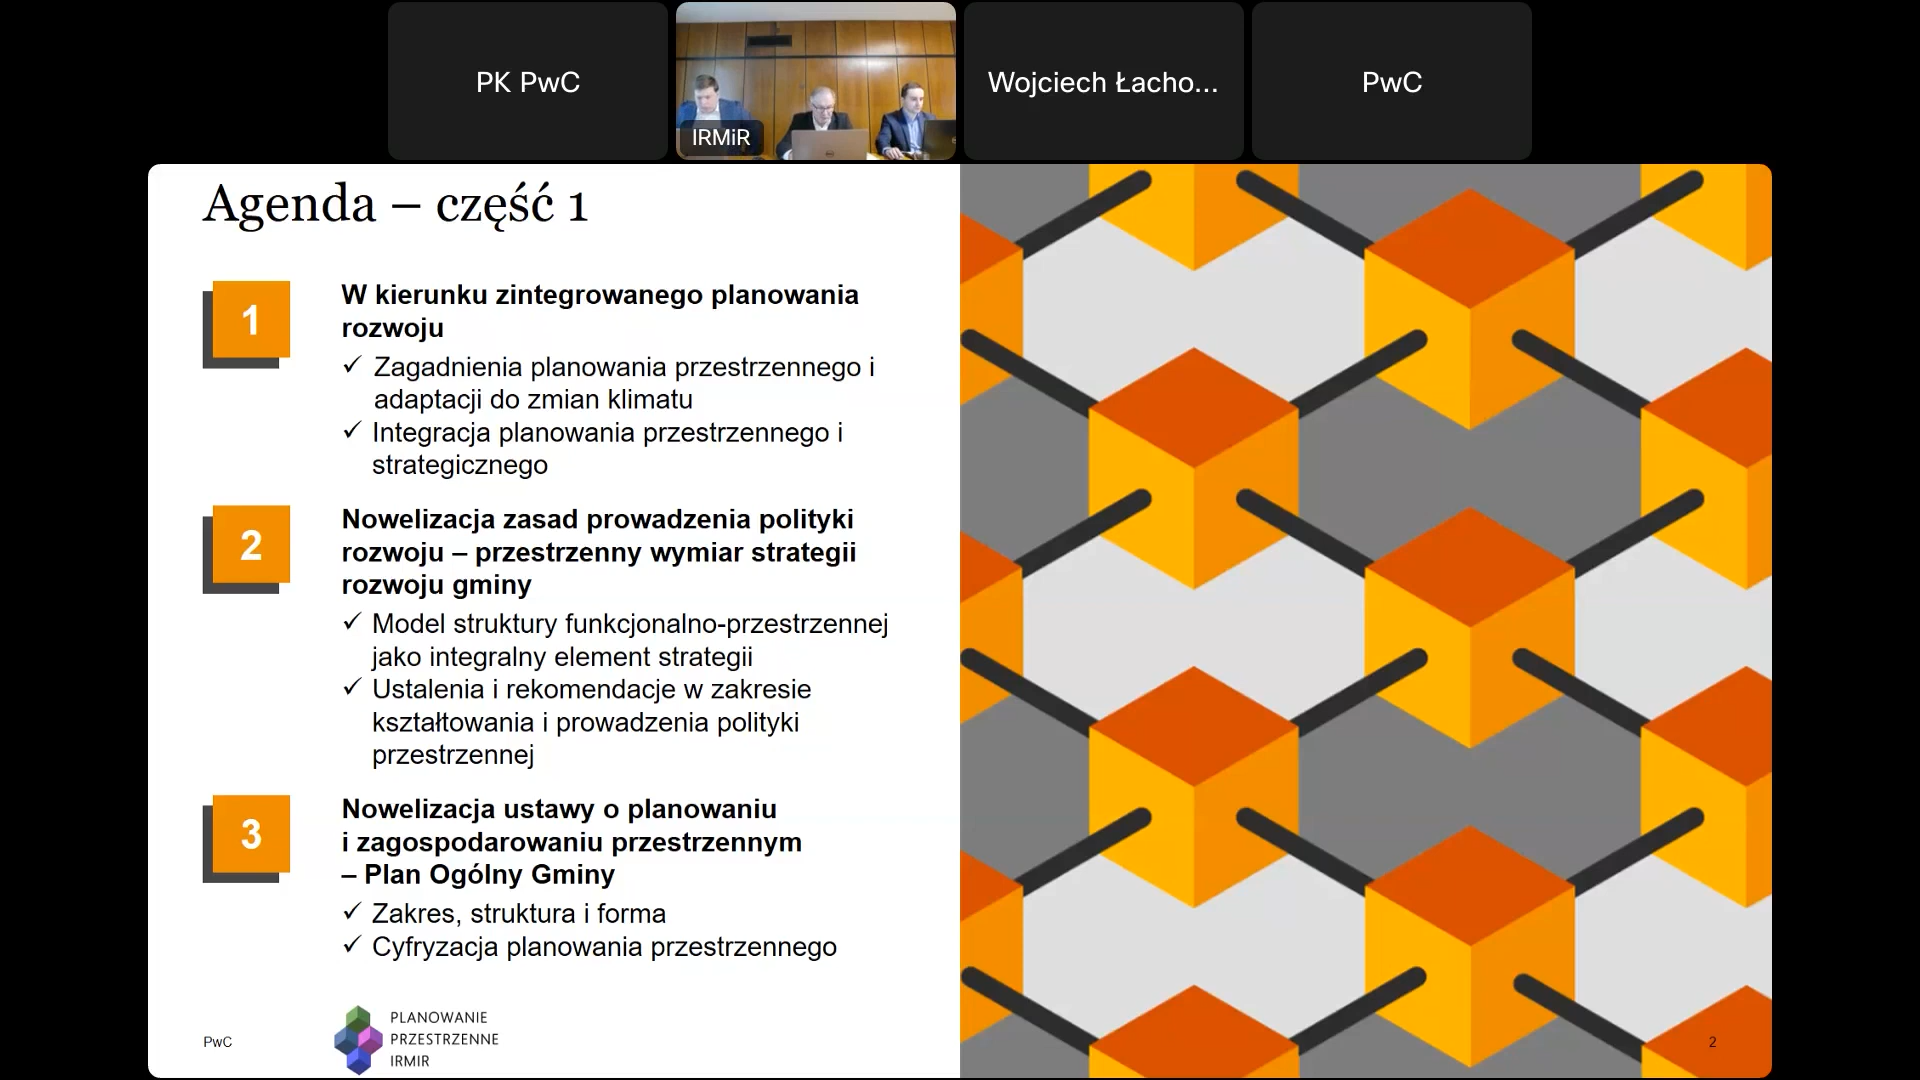 PK PwC
IRMiR
Wojciech Łacho...
PwC
Agenda – część 1
1
W kierunku zintegrowanego planowania
rozwoju
✓ Zagadnienia planowania przestrzennego i
adaptacji do zmian klimatu
✓ Integracja planowania przestrzennego i
strategicznego
2
Nowelizacja zasad prowadzenia polityki
rozwoju – przestrzenny wymiar strategii
rozwoju gminy
✓ Model struktury funkcjonalno-przestrzennej
jako integralny element strategii
✓ Ustalenia i rekomendacje w zakresie
kształtowania i prowadzenia polityki
przestrzennej
3
Nowelizacja ustawy o planowaniu
i zagospodarowaniu przestrzennym
– Plan Ogólny Gminy
✓ Zakres, struktura i forma
✓ Cyfryzacja planowania przestrzennego
PwC
PLANOWANIE
PRZESTRZENNE
IRMIR
2